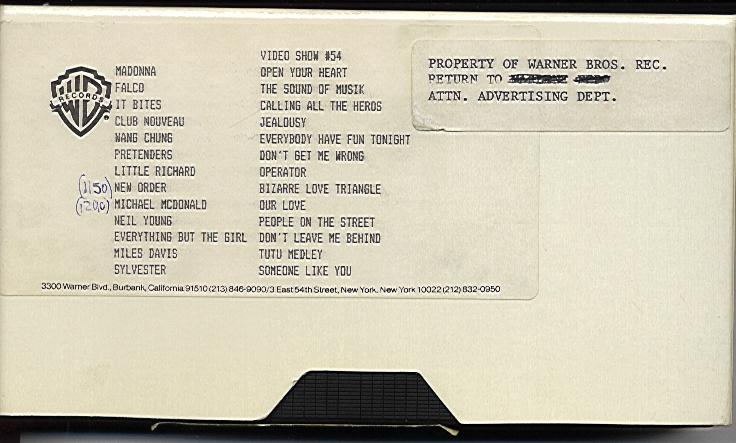 VIDEO SHOW #54
MADONNA OPEN YOUR HEART
FALCO THE SOUND OF MUSIK
IT BITES CALLING ALL THE HEROS
CLUB NOUVEAU JEALOUSY
WANG CHUNG EVERYBODY HAVE FUN TONIGHT
PRETENDERS DON'T GET ME WRONG
LITTLE RICHARD OPERATOR
(1150) NEW ORDER BIZARRE LOVE TRIANGLE
(1200) MICHAEL MCDONALD OUR LOVE
NEIL YOUNG PEOPLE ON THE STREET
EVERYTHING BUT THE GIRL DON'T LEAVE ME BEHIND
MILES DAVIS TUTU MEDLEY
SYLVESTER SOMEONE LIKE YOU
WB
RECORDS
®
3300 Warner Blvd., Burbank, California 91510 (213) 846-9090/3 East 54th Street, New York, New York 10022 (212) 832-0950
PROPERTY OF WARNER BROS. REC.
RETURN TO
ATTN. ADVERTISING DEPT.